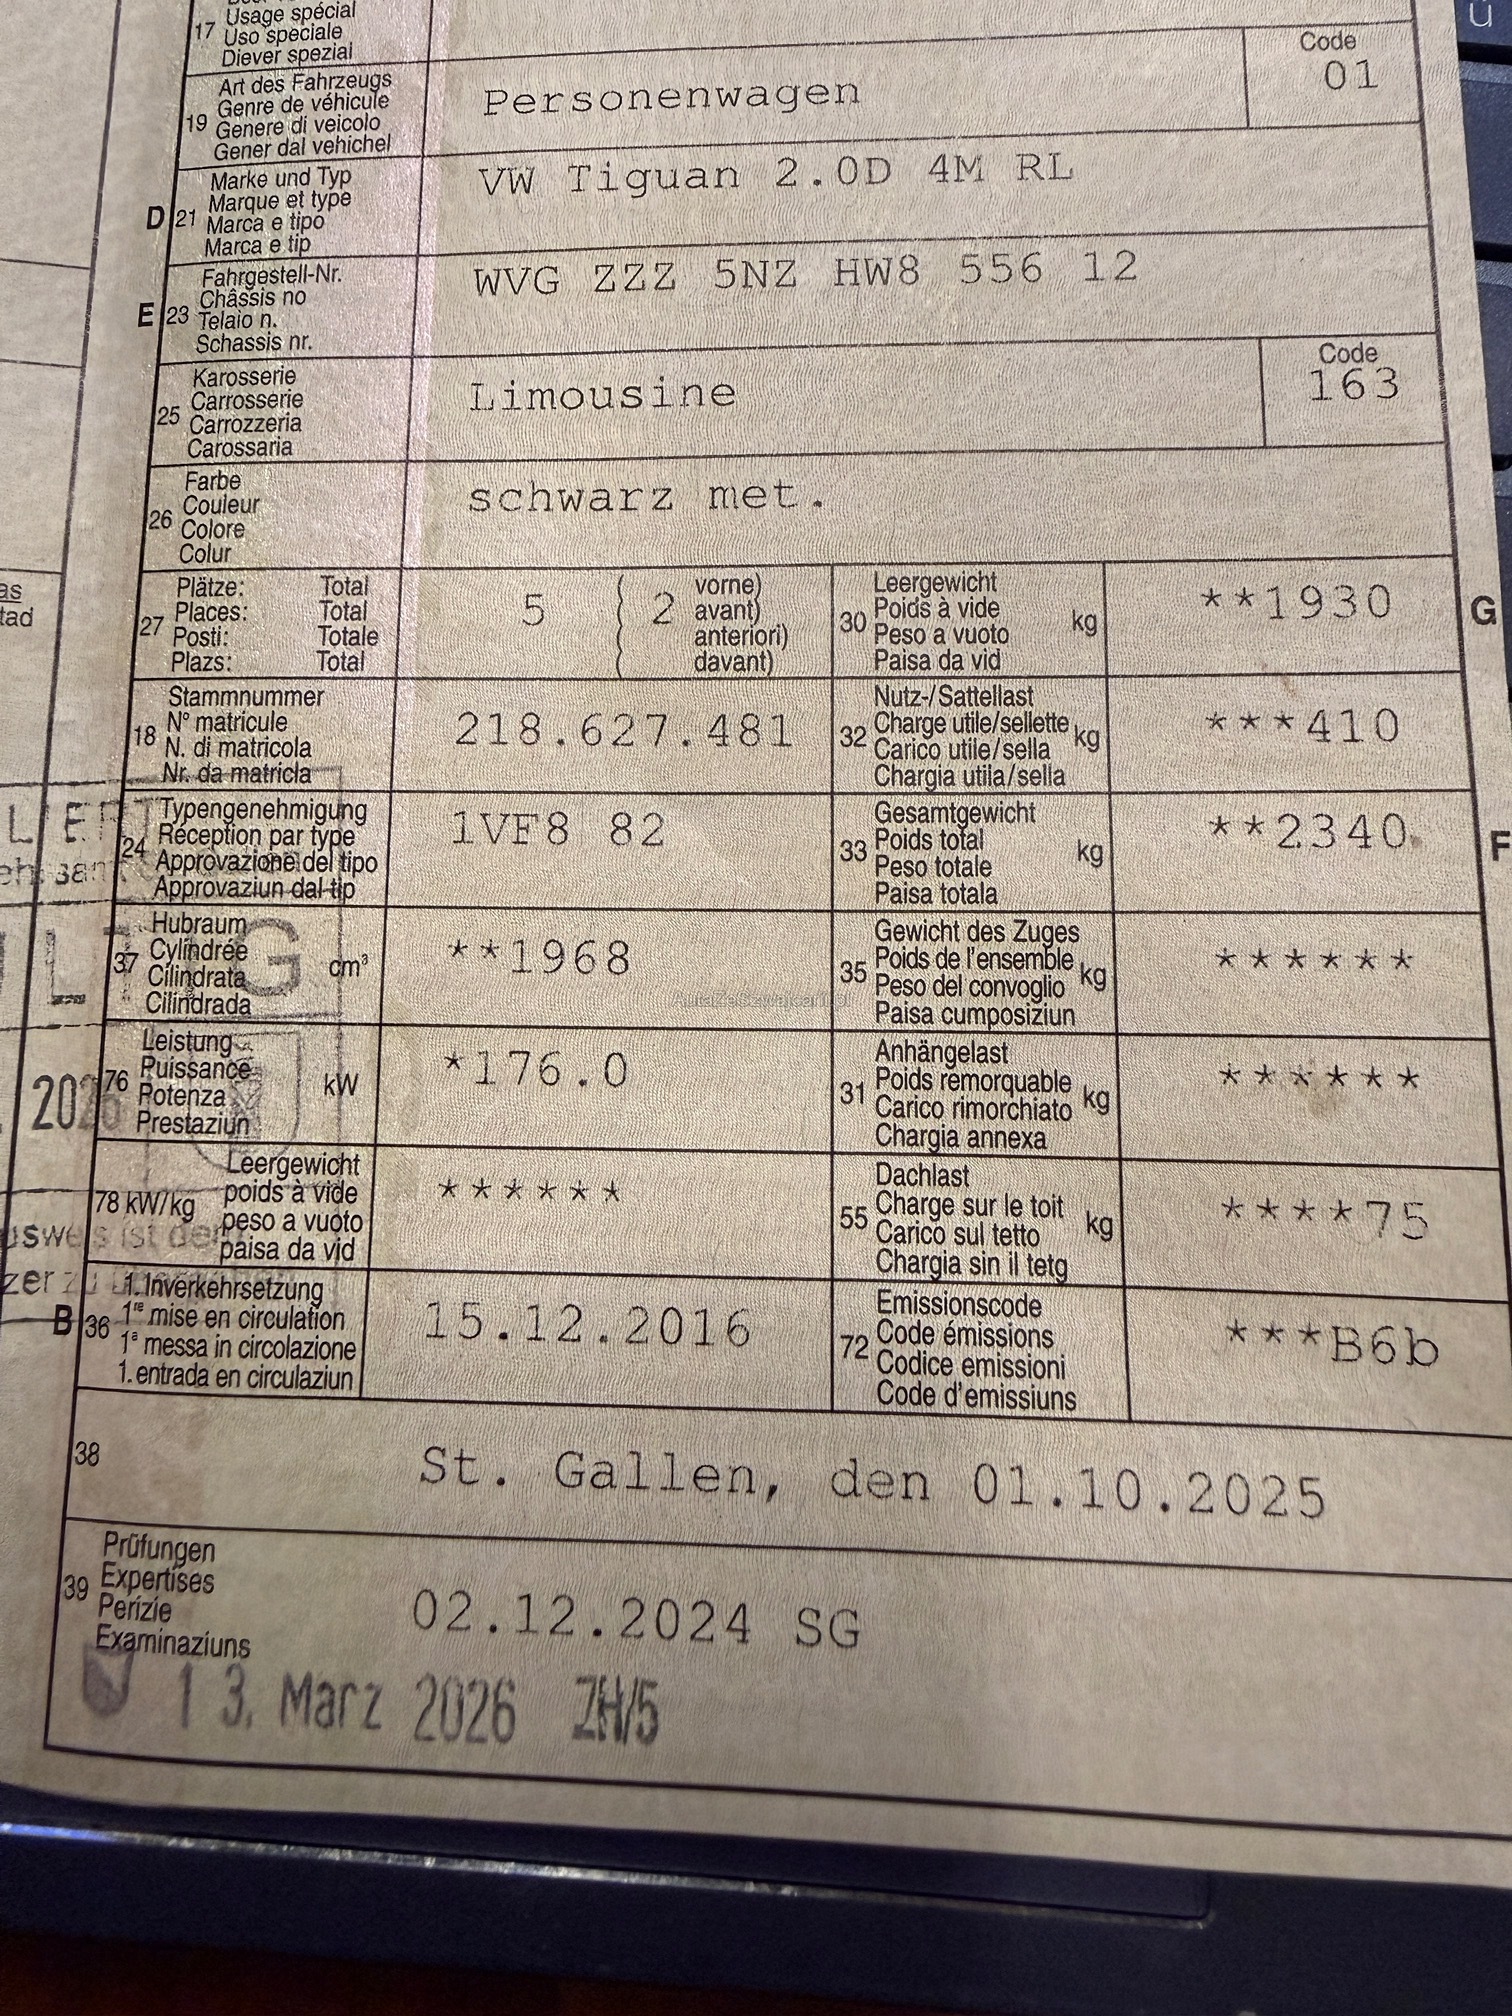 17 Usage spécial
Uso speciale
Diever spezial
19 Art des Fahrzeugs
Genre de véhicule
Genere di veicolo
Gener dal vehichel
Personenwagen
Code
01
D 21 Marke und Typ
Marque et type
Marca e tipo
Marca e tip
VW Tiguan 2.0D 4M RL
E 23 Fahrgestell-Nr.
Châssis no
Telaio n.
Schassis nr.
WVG ZZZ 5NZ HW8 556 12
25 Karosserie
Carrosserie
Carrozzeria
Carossaria
Limousine
Code
163
26 Farbe
Couleur
Colore
Colur
schwarz met.
27 Plätze: Total
Places: Total
Posti: Totale
Plazs: Total
5 ( 2 vorne)
avant)
anteriori)
davant)
30 Leergewicht
Poids à vide
Peso a vuoto
Paisa da vid
kg
**1930
G
18 Stammnummer
N° matricule
N. di matricola
Nr. da matricla
218.627.481
32 Nutz-/Sattellast
Charge utile/sellette
Carico utile/sella
Chargia utila/sella
kg
***410
24 Typengenehmigung
Réception par type
Approvazione del tipo
Approvaziun dal tip
1VF8 82
33 Gesamtgewicht
Poids total
Peso totale
Paisa totala
kg
**2340
F
37 Hubraum
Cylindrée
Cilindrata
Cilindrada
cm³
**1968
35 Gewicht des Zuges
Poids de l'ensemble
Peso del convoglio
Paisa cumposiziun
kg
******
76 Leistung
Puissance
Potenza
Prestaziun
kW
*176.0
31 Anhängelast
Poids remorquable
Carico rimorchiato
Chargia annexa
kg
******
78 kW/kg Leergewicht
poids à vide
peso a vuoto
paisa da vid
******
55 Dachlast
Charge sur le toit
Carico sul tetto
Chargia sin il tetg
kg
****75
B 36 1. Inverkehrsetzung
1re mise en circulation
1a messa in circolazione
1. entrada en circulaziun
15.12.2016
72 Emissionscode
Code émissions
Codice emissioni
Code d'emissiuns
***B6b
38
St. Gallen, den 01.10.2025
39 Prüfungen
Expertises
Perizie
Examinaziuns
02.12.2024 SG
13. März 2026 ZH/5